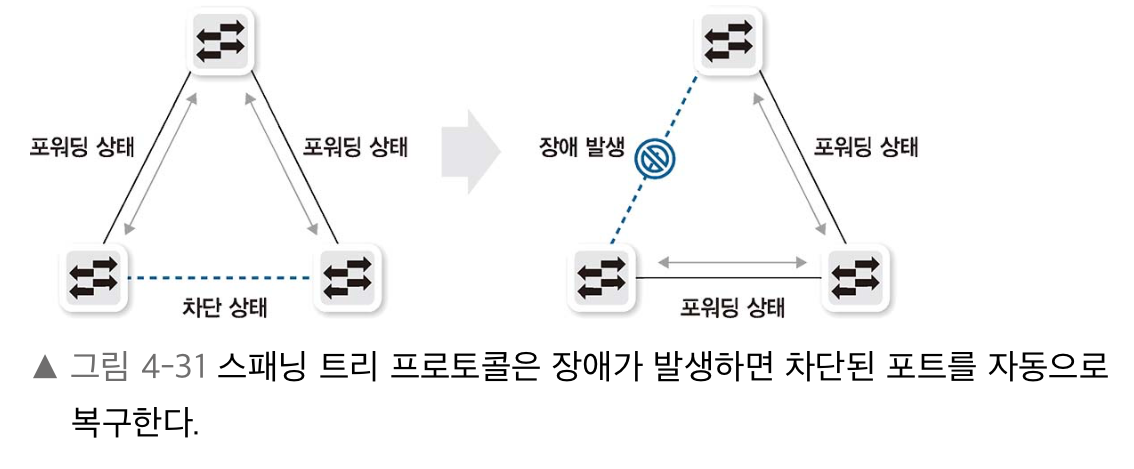 포워딩 상태
포워딩 상태
차단 상태
장애 발생
포워딩 상태
포워딩 상태
▲ 그림 4-31 스패닝 트리 프로토콜은 장애가 발생하면 차단된 포트를 자동으로
복구한다.